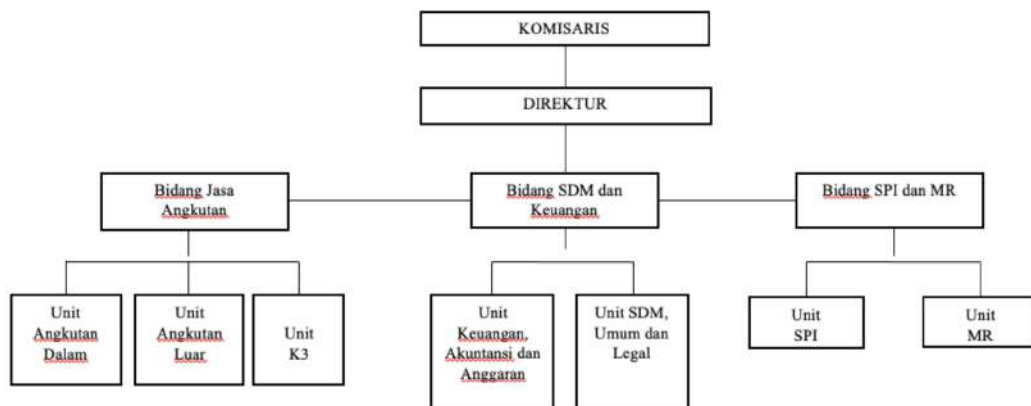 KOMISARIS
DIREKTUR
Bidang Jasa
Angkutan
Bidang SDM dan
Keuangan
Bidang SPI dan MR
Unit
Angkutan
Dalam
Unit
Angkutan
Luar
Unit
K3
Unit
Keuangan,
Akuntansi dan
Anggaran
Unit SDM,
Umum dan
Legal
Unit
SPI
Unit
MR